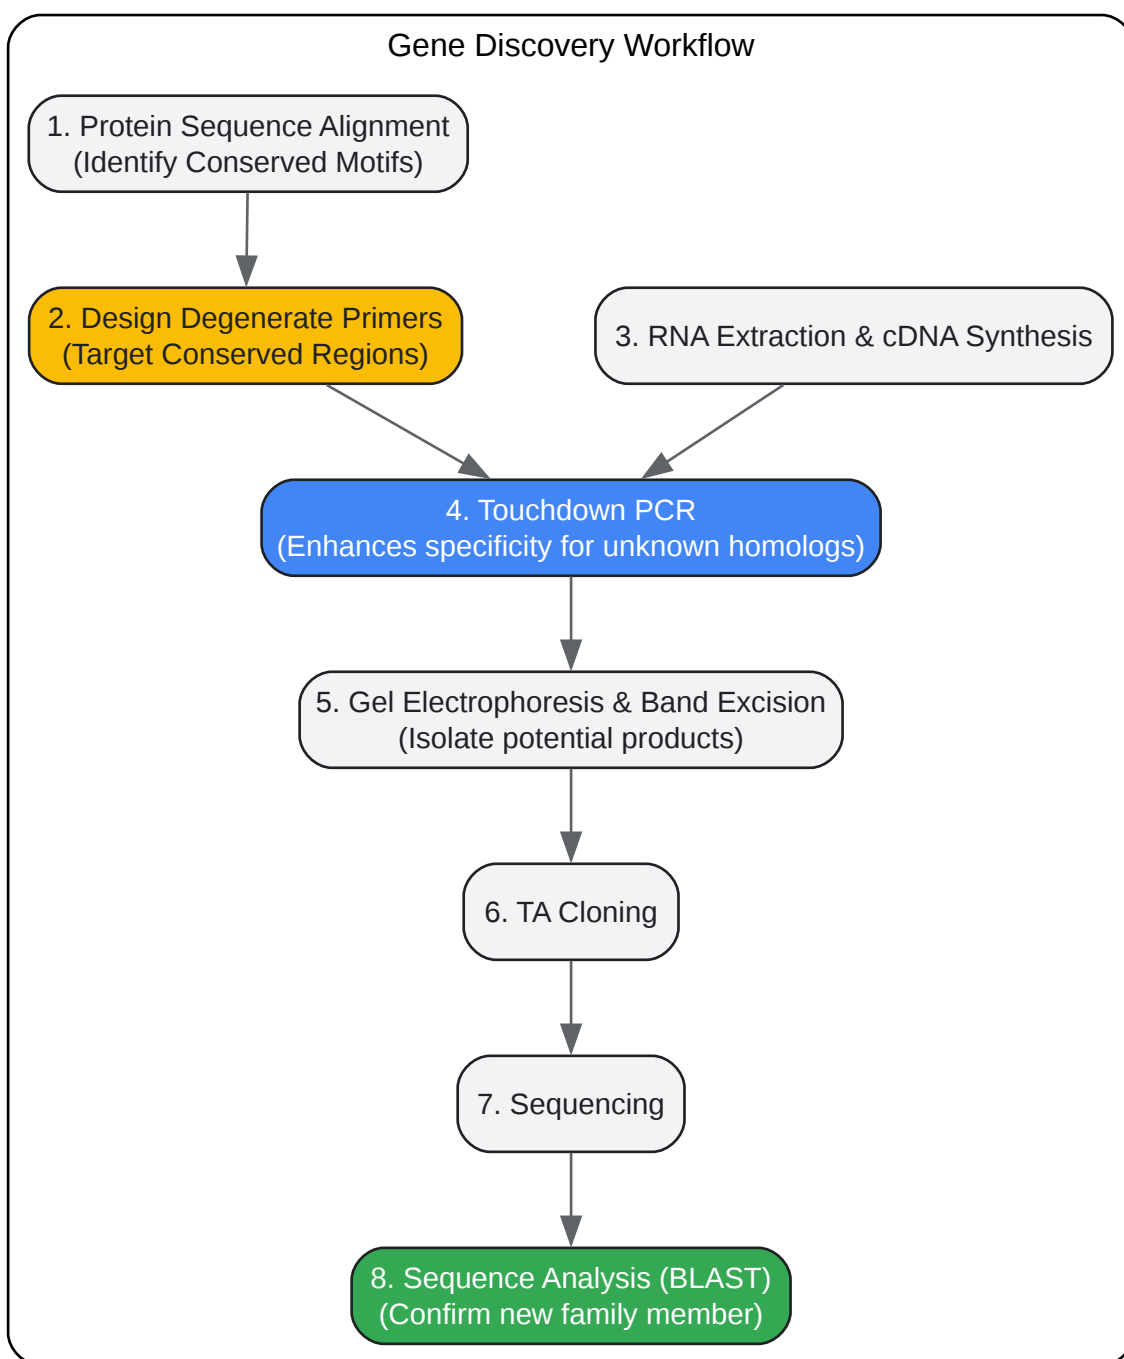 Gene Discovery Workflow
1. Protein Sequence Alignment
(Identify Conserved Motifs)
2. Design Degenerate Primers
(Target Conserved Regions)
3. RNA Extraction & cDNA Synthesis
4. Touchdown PCR
(Enhances specificity for unknown homologs)
5. Gel Electrophoresis & Band Excision
(Isolate potential products)
6. TA Cloning
7. Sequencing
8. Sequence Analysis (BLAST)
(Confirm new family member)